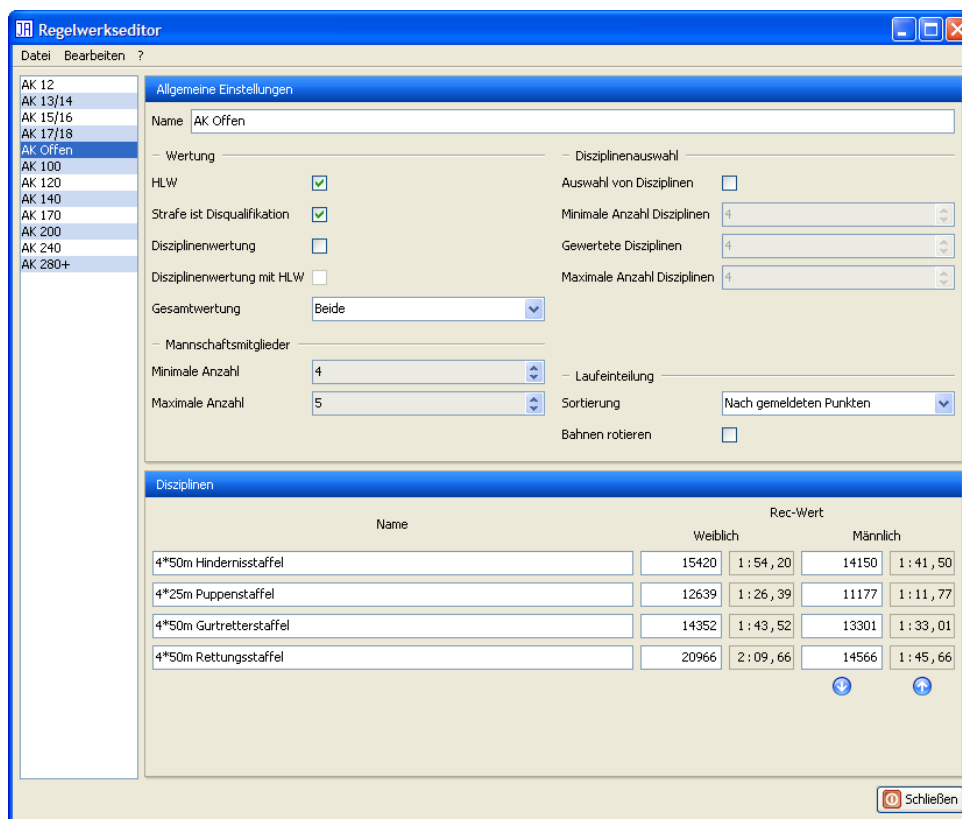 JA Regelwerkseditor
Datei Bearbeiten ?
AK 12
AK 13/14
AK 15/16
AK 17/18
AK Offen
AK 100
AK 120
AK 140
AK 170
AK 200
AK 240
AK 280+
Allgemeine Einstellungen
Name AK Offen
Wertung
HLW
Strafe ist Disqualifikation
Disziplinenwertung
Disziplinenwertung mit HLW
Gesamtwertung Beide
Mannschaftsmitglieder
Minimale Anzahl 4
Maximale Anzahl 5
Disziplinenauswahl
Auswahl von Disziplinen
Minimale Anzahl Disziplinen 4
Gewertete Disziplinen 4
Maximale Anzahl Disziplinen 4
Laufeinteilung
Sortierung Nach gemeldeten Punkten
Bahnen rotieren
Disziplinen
Name Rec-Wert
Weiblich Männlich
4*50m Hindernisstaffel 15420 1:54,20 14150 1:41,50
4*25m Puppenstaffel 12639 1:26,39 11177 1:11,77
4*50m Gurtretterstaffel 14352 1:43,52 13301 1:33,01
4*50m Rettungsstaffel 20966 2:09,66 14566 1:45,66
Schließen